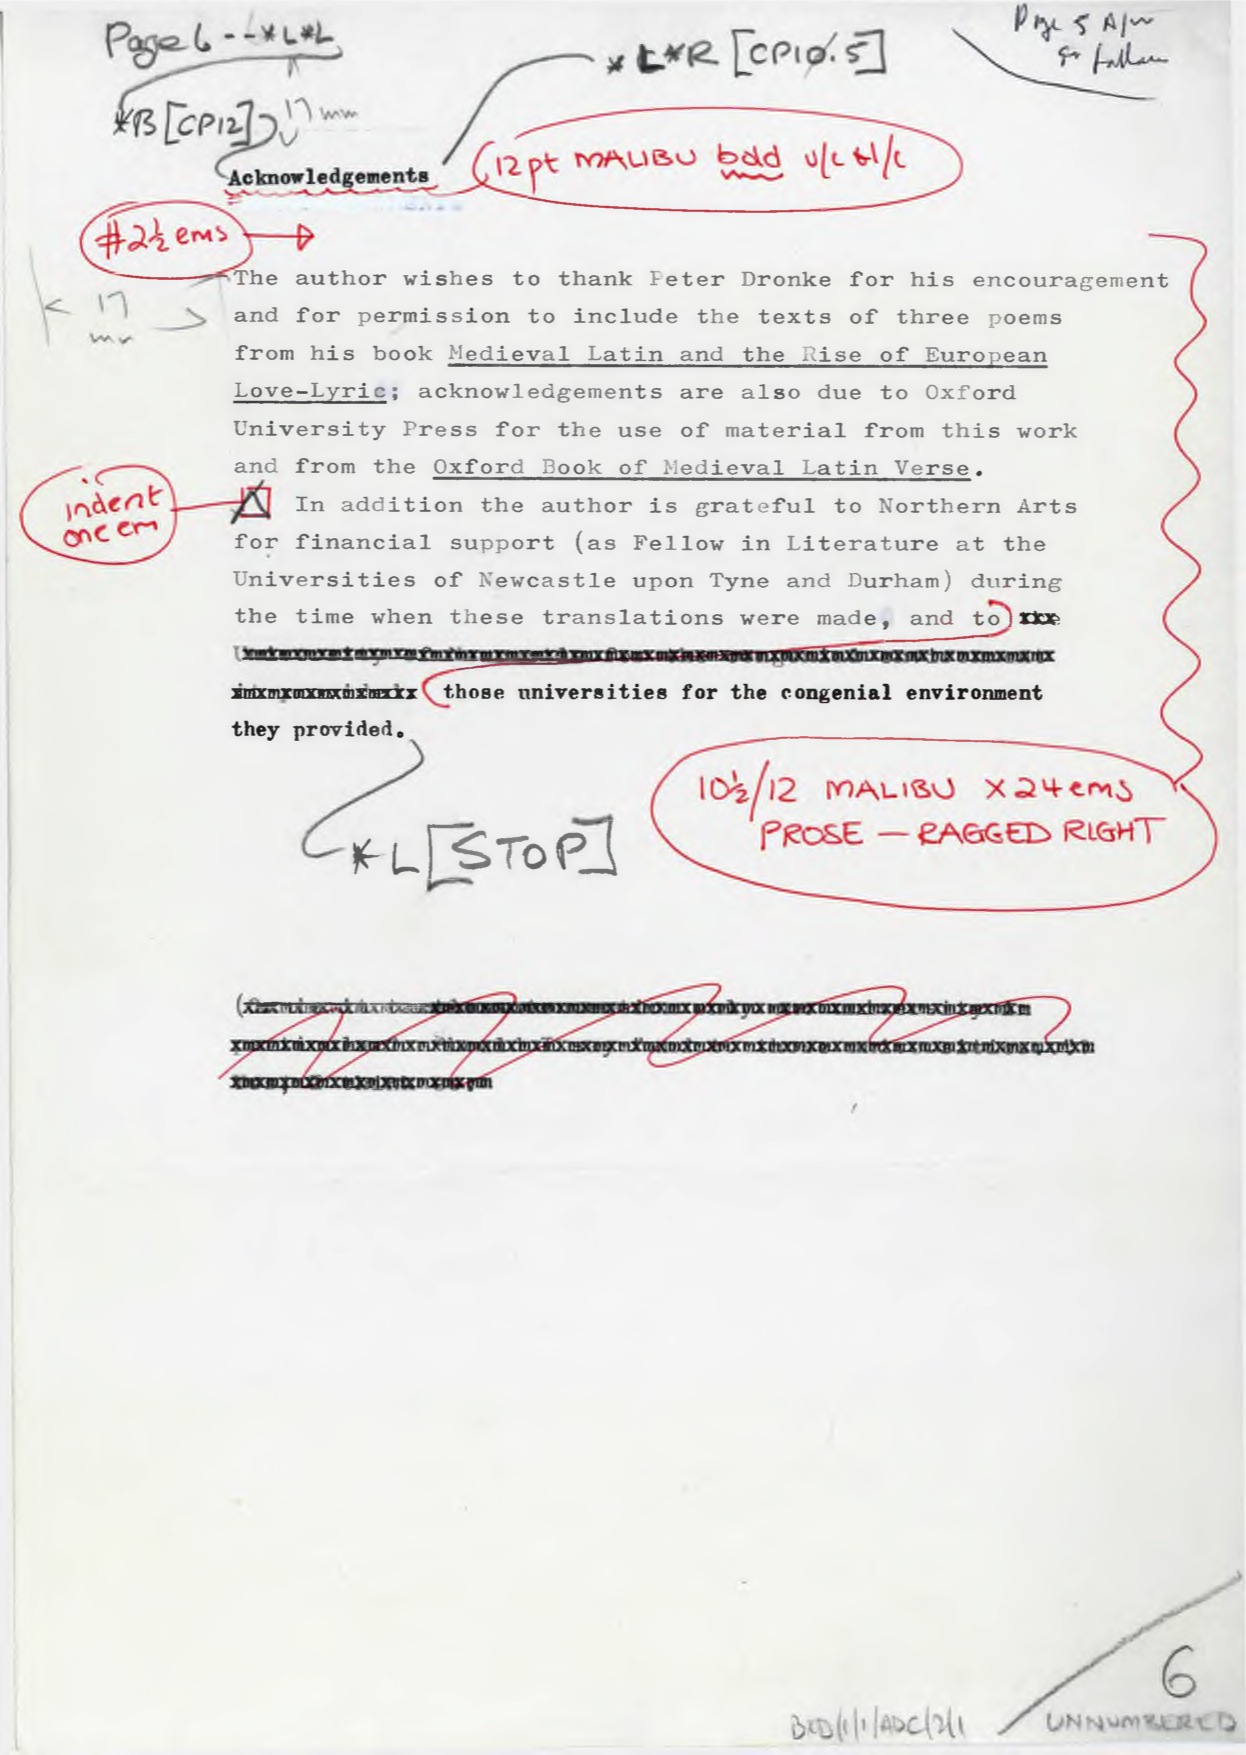 Page 6 - - *L*L
Page 5 A/w
*L*R [CP10.5]
*B [CP12] 17 mm
12pt MALIBU bold u/c & l/c
Acknowledgements
#2½ ems
The author wishes to thank Peter Dronke for his encouragement
17
mm
and for permission to include the texts of three poems
from his book Medieval Latin and the Rise of European
Love-Lyric; acknowledgements are also due to Oxford
University Press for the use of material from this work
and from the Oxford Book of Medieval Latin Verse.
indent
one em
In addition the author is grateful to Northern Arts
for financial support (as Fellow in Literature at the
Universities of Newcastle upon Tyne and Durham) during
the time when these translations were made, and to
those universities for the congenial environment
they provided.
10½/12 MALIBU X 24 ems
PROSE — RAGGED RIGHT
*L[STOP]
6
UNNUMBERED
BXB/1/1/ADC/2/1